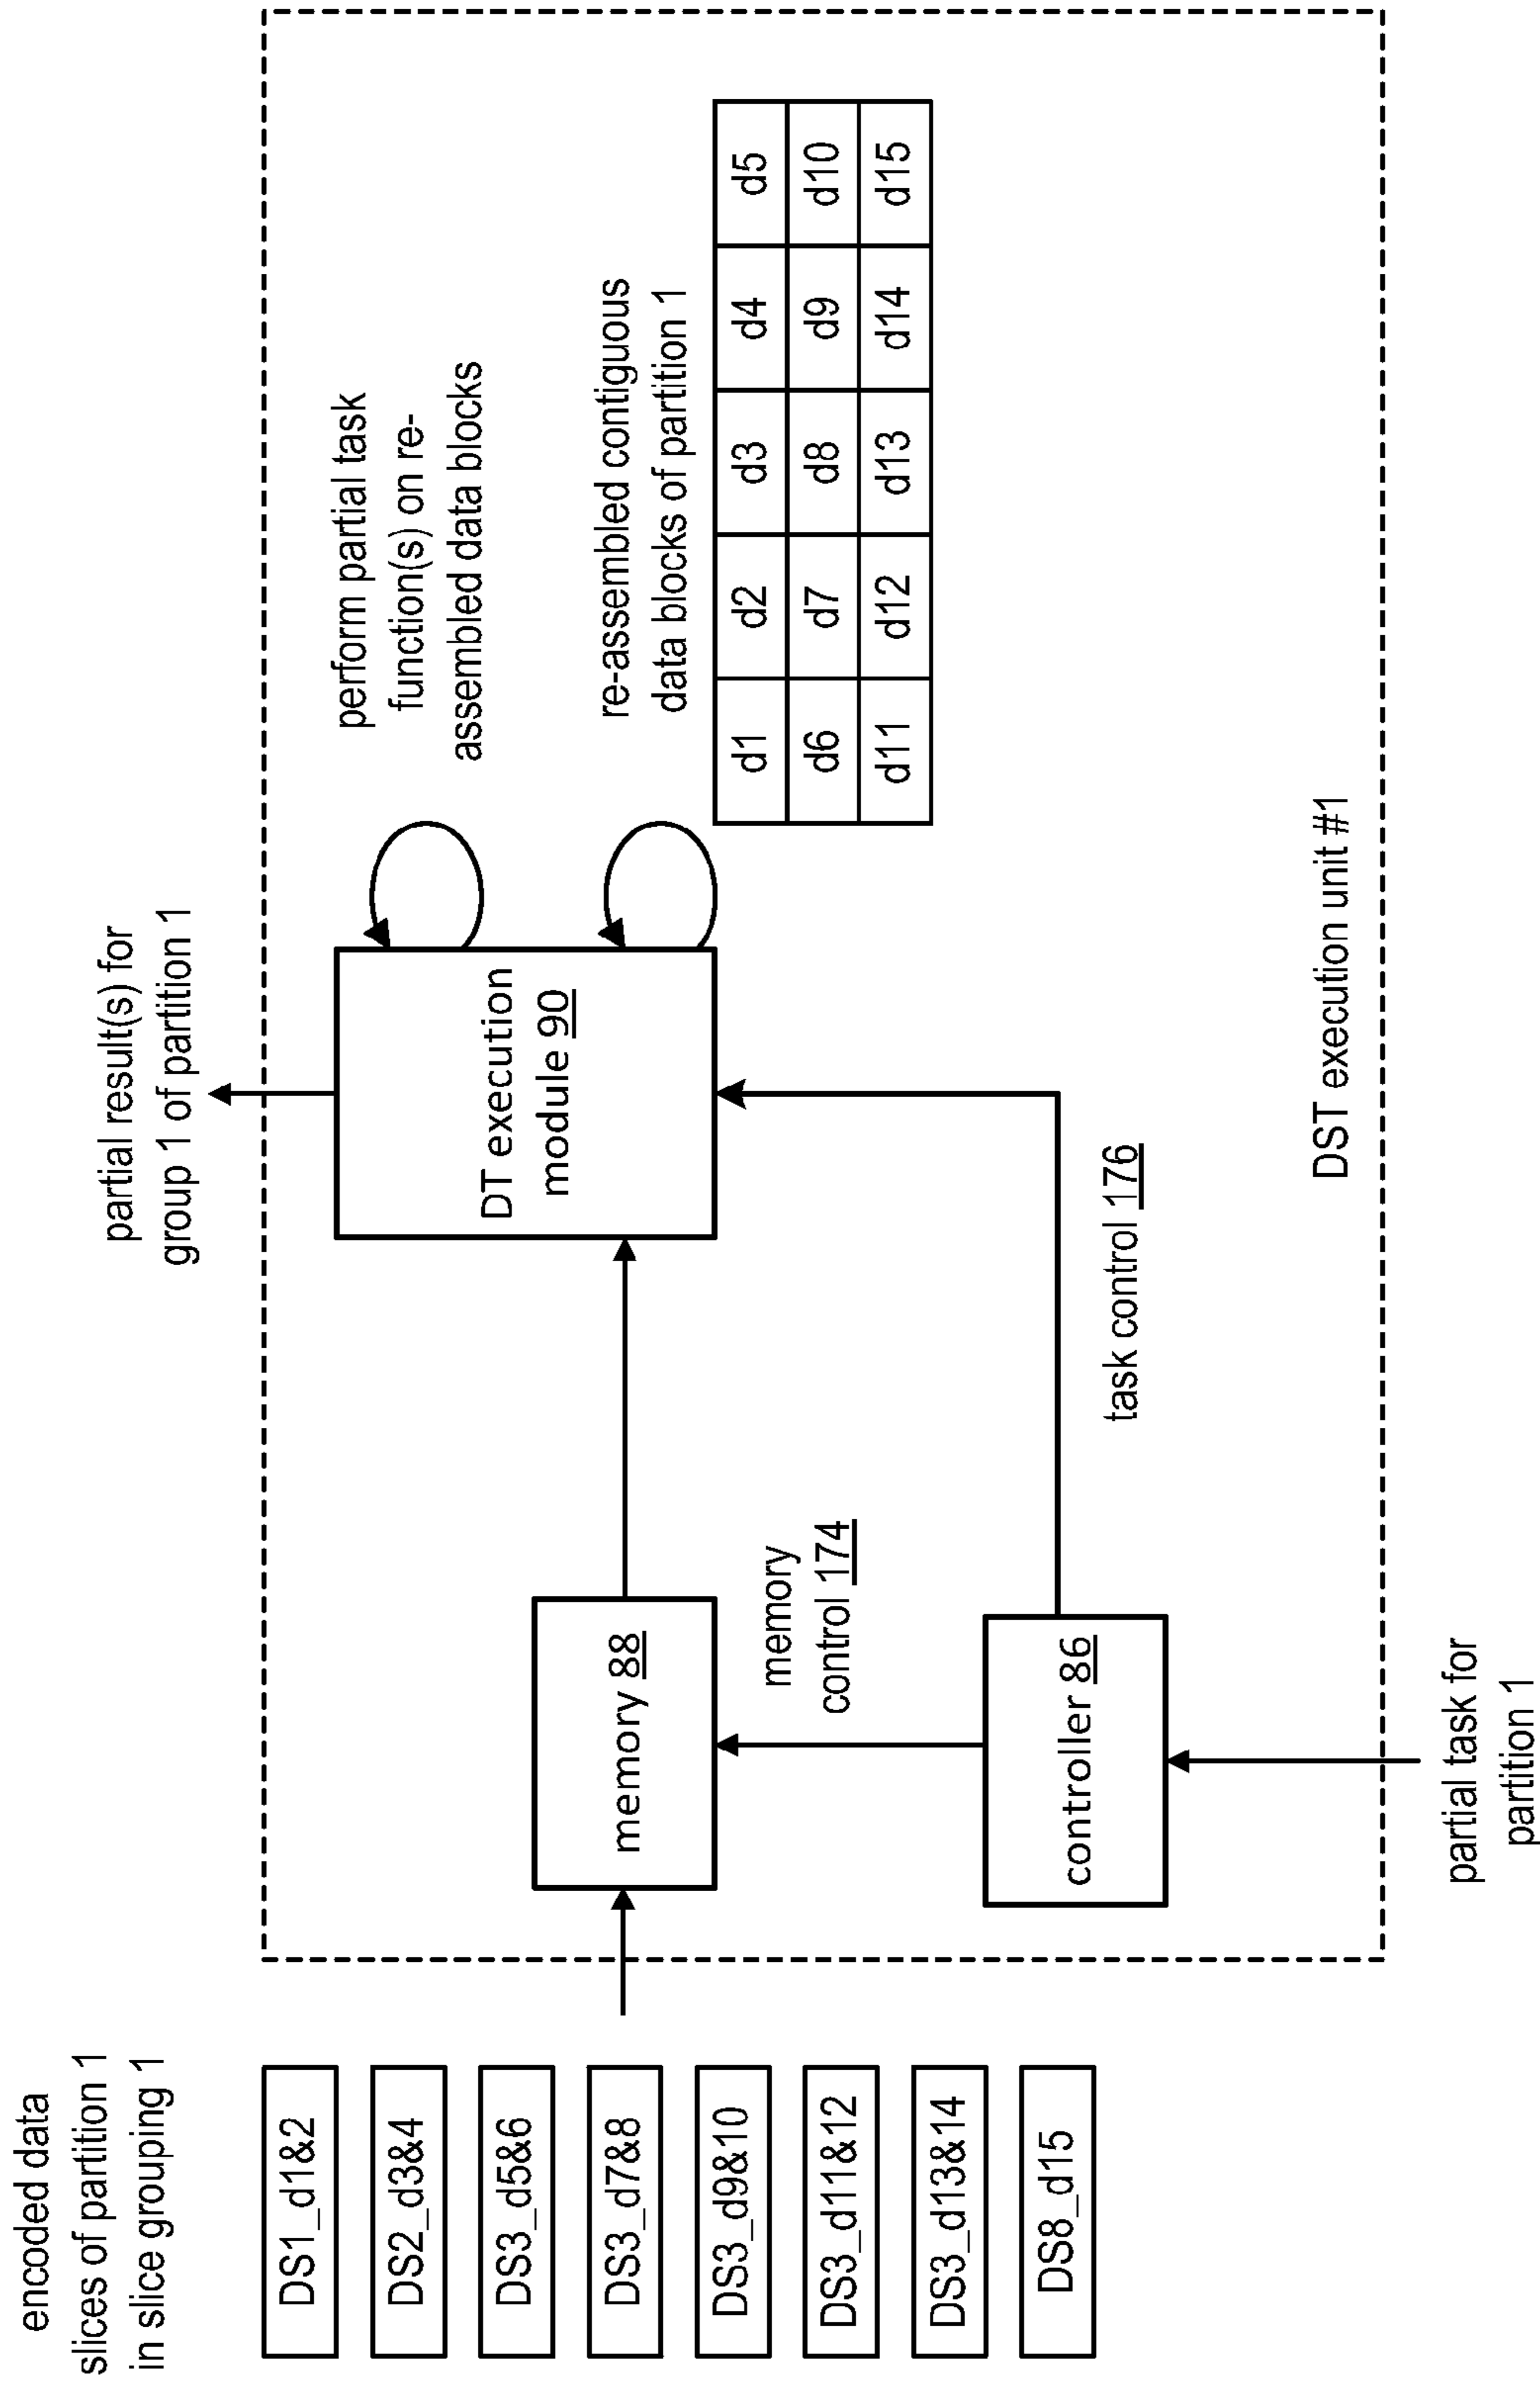 encoded data
slices of partition 1
in slice grouping 1
DS1_d1&2
DS2_d3&4
DS3_d5&6
DS3_d7&8
DS3_d9&10
DS3_d11&12
DS3_d13&14
DS8_d15
partial result(s) for
group 1 of partition 1
memory 88
DT execution
module 90
perform partial task
function(s) on re-
assembled data blocks
re-assembled contiguous
data blocks of partition 1
d1 d2 d3 d4 d5
d6 d7 d8 d9 d10
d11 d12 d13 d14 d15
memory
control 174
controller 86
task control 176
DST execution unit #1
partial task for
partition 1